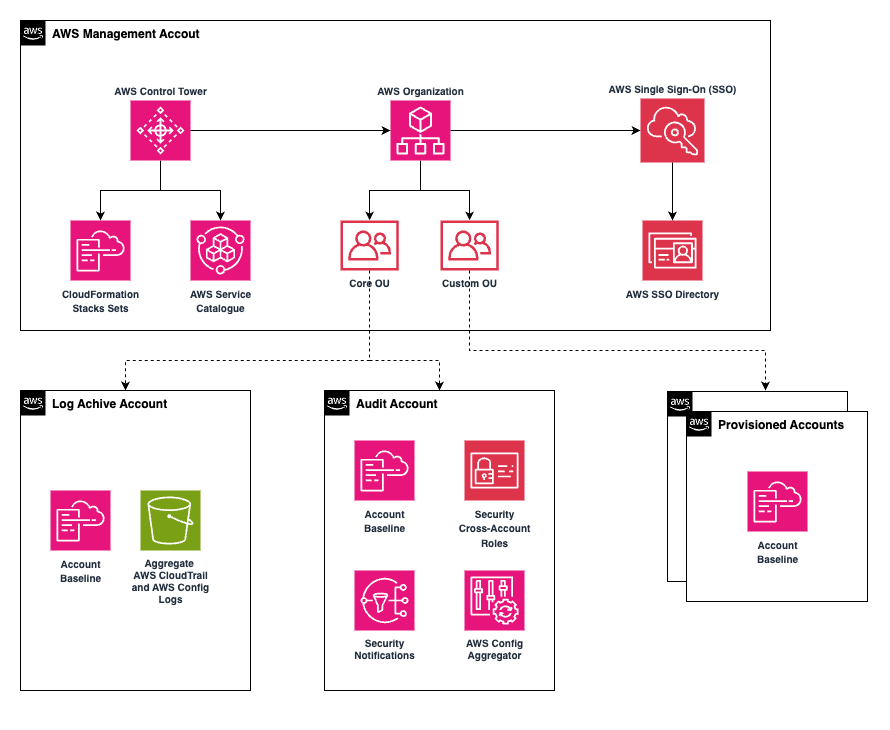 aws
AWS Management Accout
AWS Control Tower
AWS Organization
AWS Single Sign-On (SSO)
CloudFormation
Stacks Sets
AWS Service
Catalogue
Core OU
Custom OU
AWS SSO Directory
aws
Log Achive Account
Account
Baseline
Aggregate
AWS CloudTrail
and AWS Config
Logs
aws
Audit Account
Account
Baseline
Security
Cross-Account
Roles
Security
Notifications
AWS Config
Aggregator
aws
aws
Provisioned Accounts
Account
Baseline